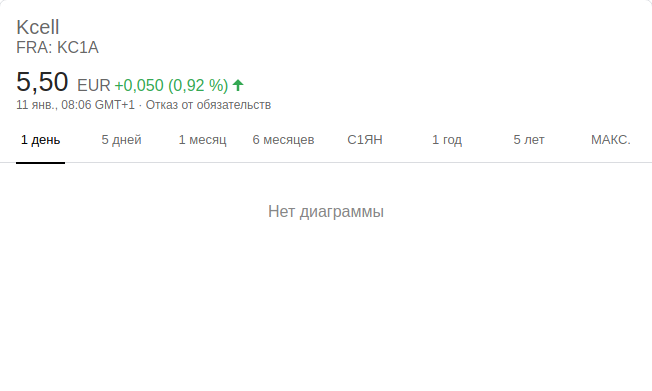 Kcell
FRA: KC1A
5,50 EUR +0,050 (0,92 %)
11 янв., 08:06 GMT+1 · Отказ от обязательств
1 день 5 дней 1 месяц 6 месяцев С1ЯН 1 год 5 лет МАКС.
Нет диаграммы